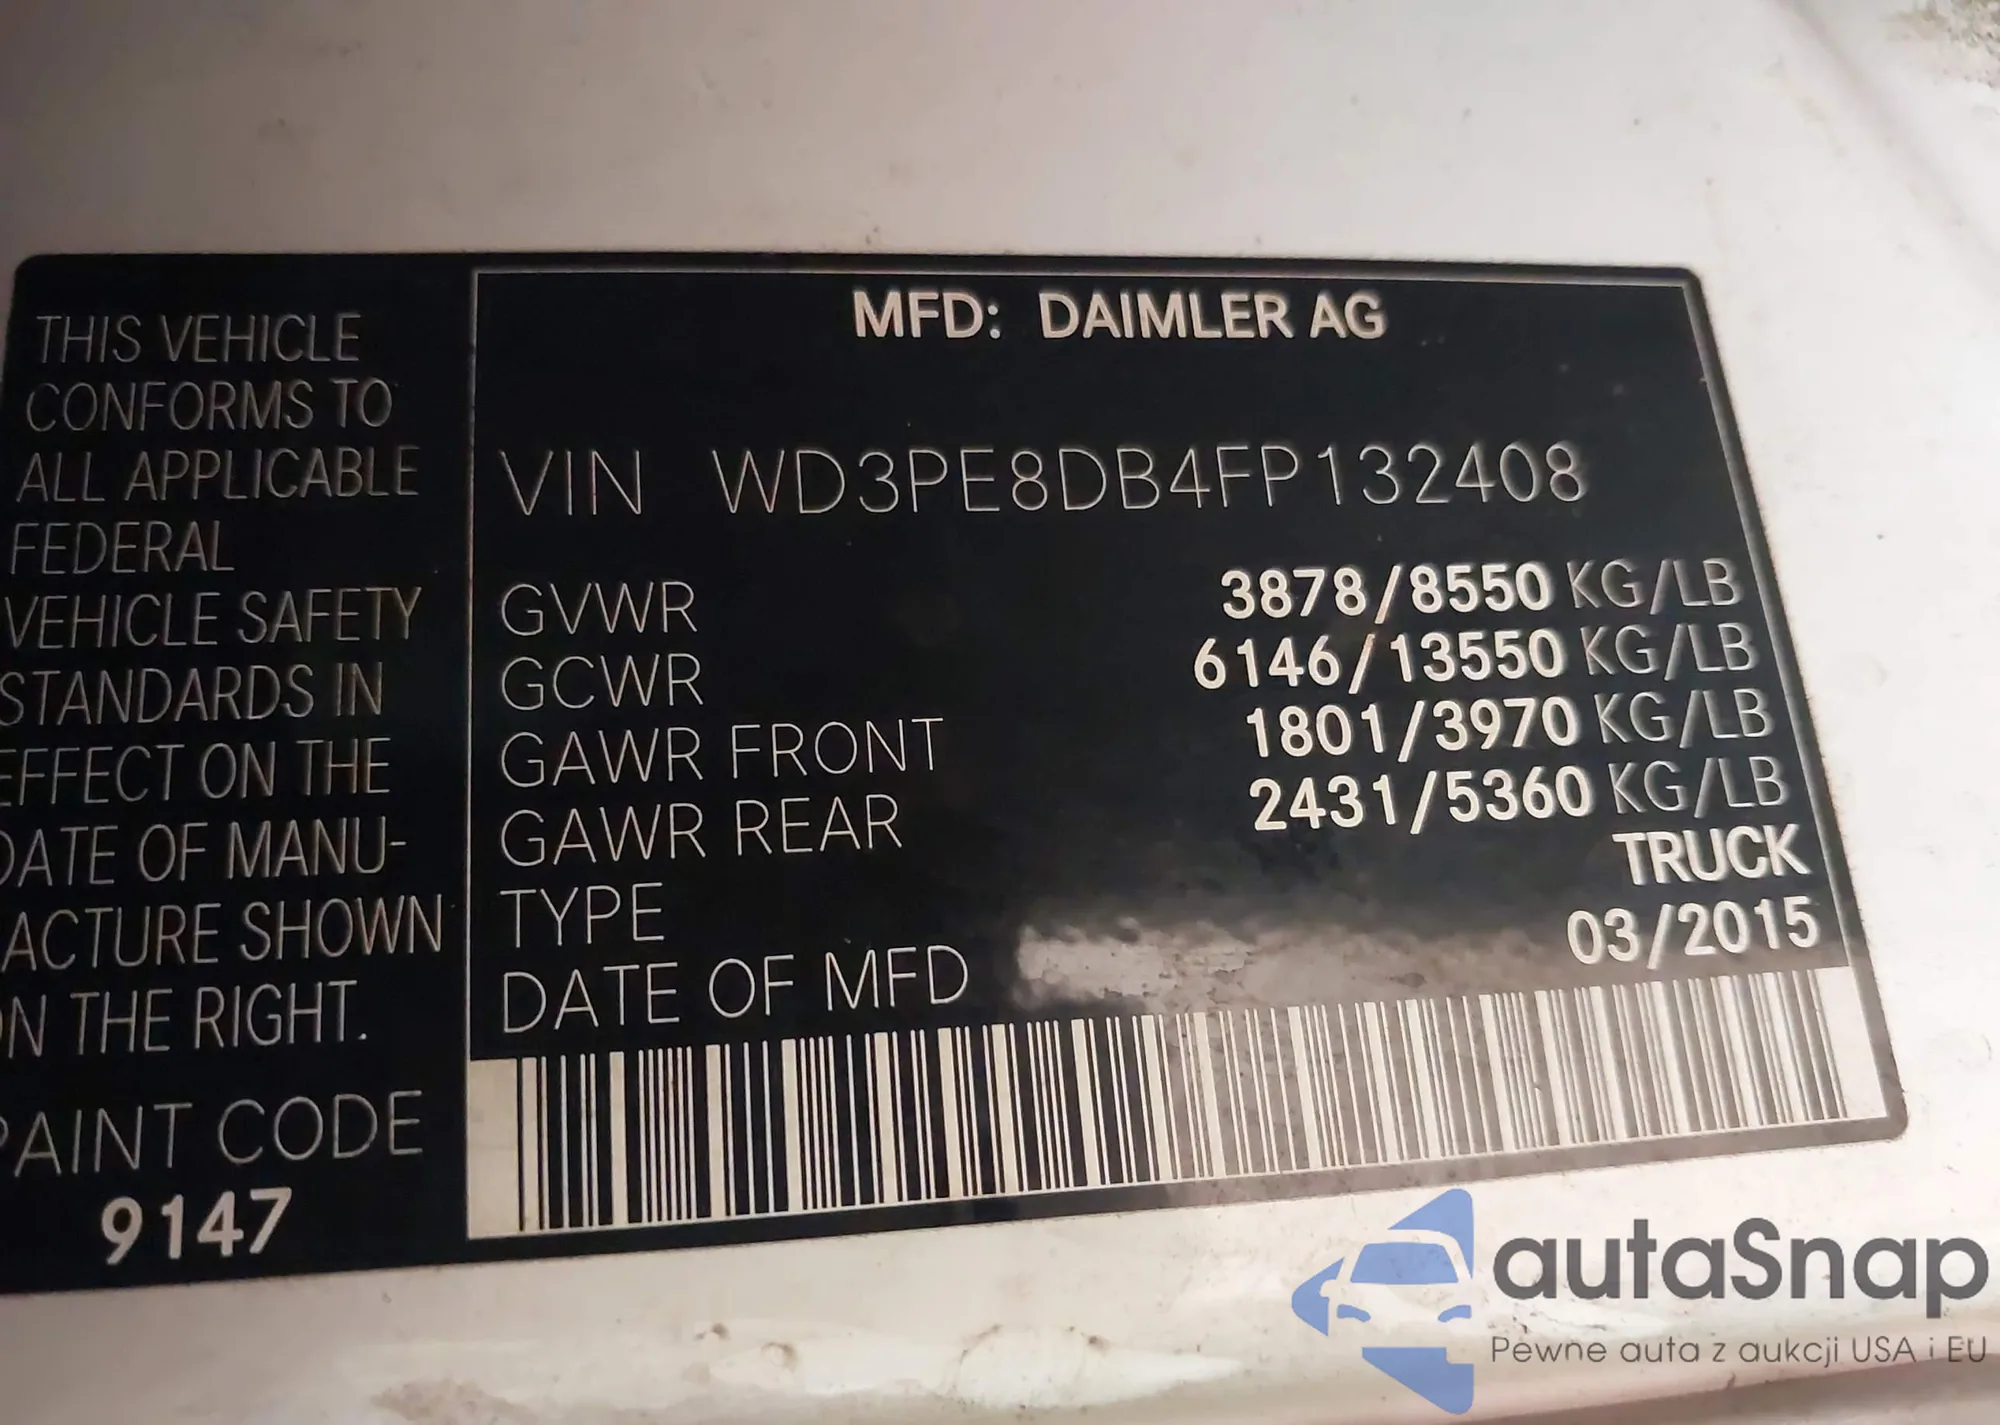 THIS VEHICLE
CONFORMS TO
ALL APPLICABLE
FEDERAL
VEHICLE SAFETY
STANDARDS IN
EFFECT ON THE
DATE OF MANU-
ACTURE SHOWN
ON THE RIGHT.
PAINT CODE
9147
MFD: DAIMLER AG
VIN WD3PE8DB4FP132408
GVWR 3878/8550 KG/LB
GCWR 6146/13550 KG/LB
GAWR FRONT 1801/3970 KG/LB
GAWR REAR 2431/5360 KG/LB
TYPE TRUCK
DATE OF MFD 03/2015
autaSnap
Pewne auta z aukcji USA i EU